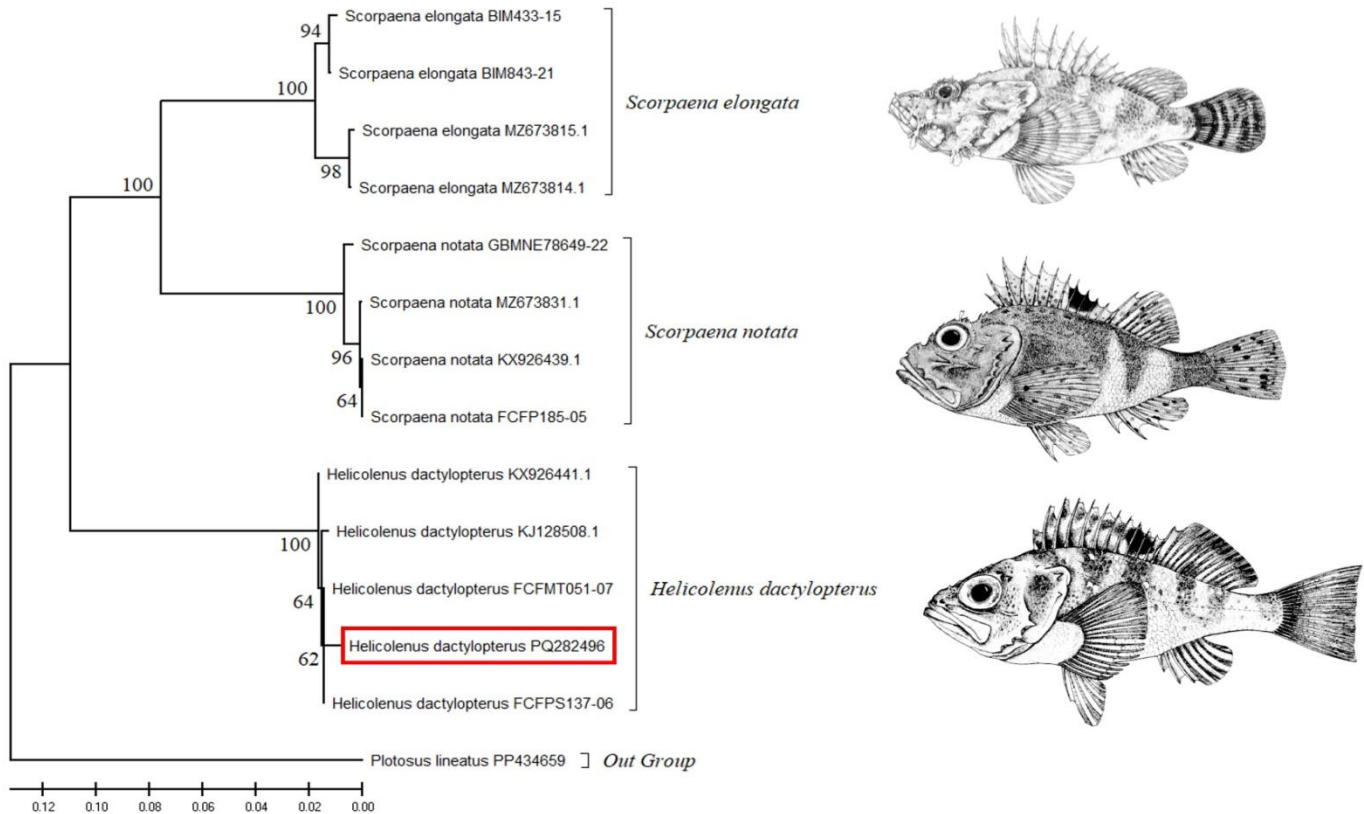 Scorpaena elongata BIM433-15
94
Scorpaena elongata BIM843-21
100
Scorpaena elongata
Scorpaena elongata MZ673815.1
98
Scorpaena elongata MZ673814.1
100
Scorpaena notata GBMNE78649-22
100
Scorpaena notata MZ673831.1
Scorpaena notata
96
Scorpaena notata KX926439.1
64
Scorpaena notata FCFP185-05
Helicolenus dactylopterus KX926441.1
100
Helicolenus dactylopterus KJ128508.1
64
Helicolenus dactylopterus FCFMT051-07
Helicolenus dactylopterus
62
Helicolenus dactylopterus PQ282496
Helicolenus dactylopterus FCFPS137-06
Plotosus lineatus PP434659
Out Group
0.12 0.10 0.08 0.06 0.04 0.02 0.00